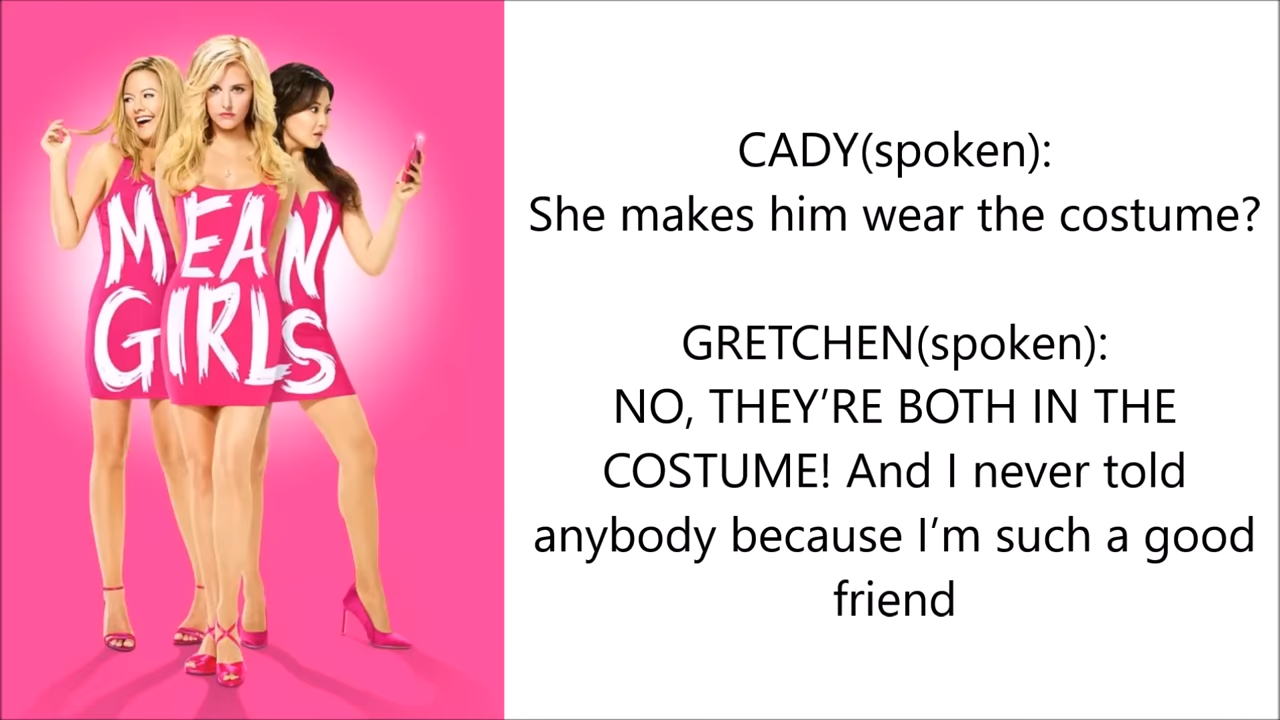 MEAN
GIRLS
CADY(spoken):
She makes him wear the costume?
GRETCHEN(spoken):
NO, THEY’RE BOTH IN THE
COSTUME! And I never told
anybody because I’m such a good
friend